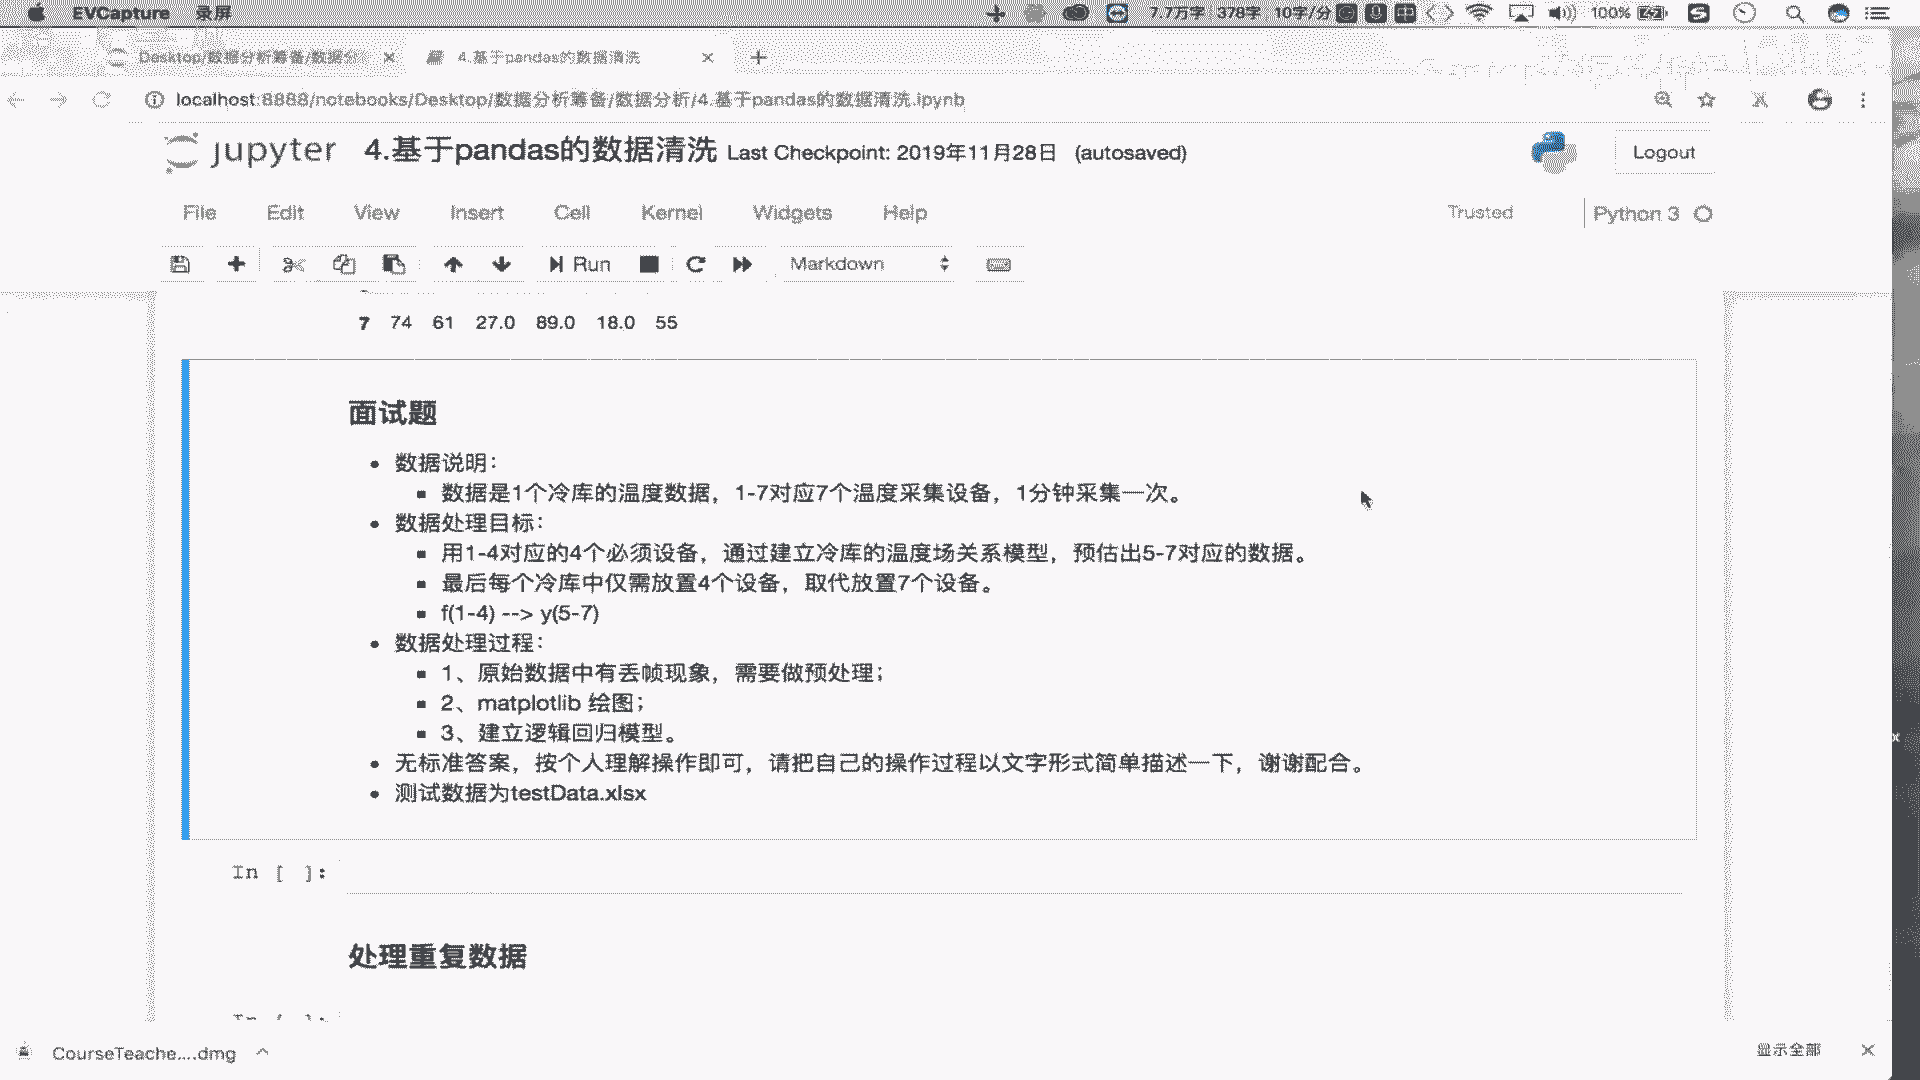 EVCapture 录屏 7.7万字 378字 10字/分 中 100%
Desktop/数据分析筹备/数据分 4.基于pandas的数据清洗
localhost:8888/notebooks/Desktop/数据分析筹备/数据分析/4.基于pandas的数据清洗.ipynb
jupyter 4.基于pandas的数据清洗 Last Checkpoint: 2019年11月28日 (autosaved) Logout
File Edit View Insert Cell Kernel Widgets Help Trusted Python 3
Run Markdown
7 74 61 27.0 89.0 18.0 55
面试题
数据说明：
数据是1个冷库的温度数据，1-7对应7个温度采集设备，1分钟采集一次。
数据处理目标：
用1-4对应的4个必须设备，通过建立冷库的温度场关系模型，预估出5-7对应的数据。
最后每个冷库中仅需放置4个设备，取代放置7个设备。
f(1-4) --> y(5-7)
数据处理过程：
1、原始数据中有丢帧现象，需要做预处理；
2、matplotlib 绘图；
3、建立逻辑回归模型。
无标准答案，按个人理解操作即可，请把自己的操作过程以文字形式简单描述一下，谢谢配合。
测试数据为testData.xlsx
In [ ]:
处理重复数据
CourseTeache....dmg 显示全部